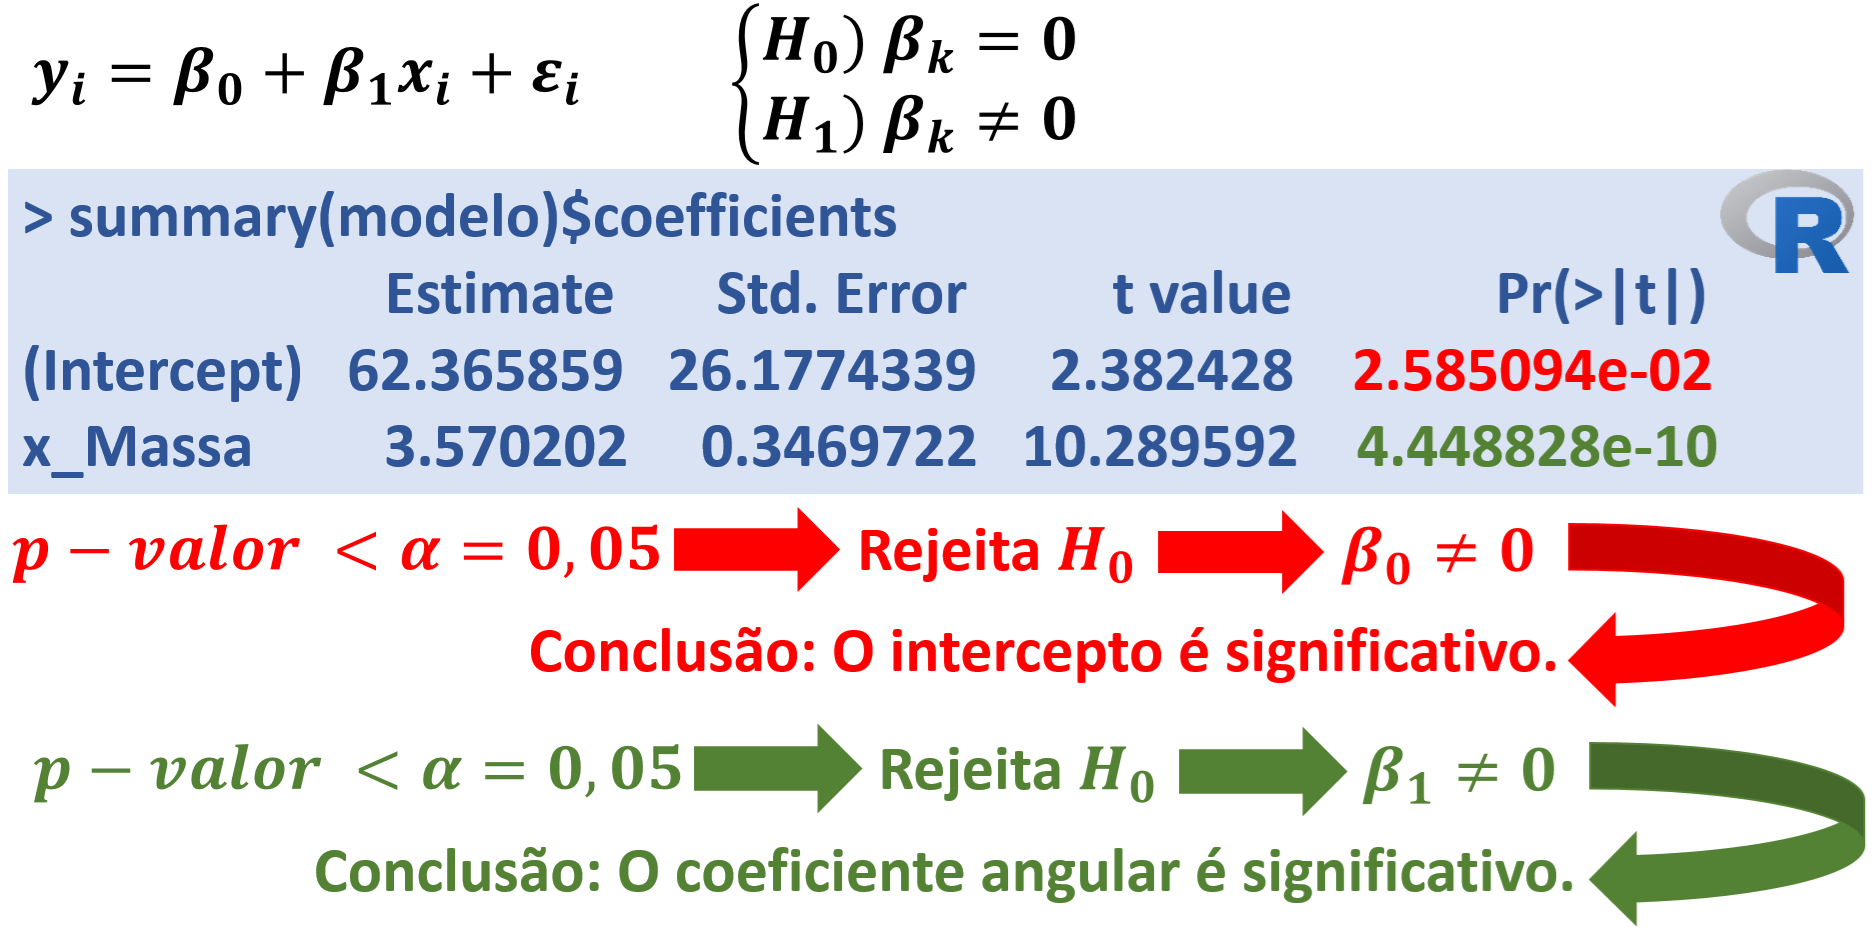 yᵢ = β₀ + β₁xᵢ + εᵢ
{H₀) βₖ = 0
H₁) βₖ ≠ 0
> summary(modelo)$coefficients
R
Estimate Std. Error t value Pr(>|t|)
(Intercept) 62.365859 26.1774339 2.382428 2.585094e-02
x_Massa 3.570202 0.3469722 10.289592 4.448828e-10
p − valor < α = 0,05 Rejeita H₀ β₀ ≠ 0
Conclusão: O intercepto é significativo.
p − valor < α = 0,05 Rejeita H₀ β₁ ≠ 0
Conclusão: O coeficiente angular é significativo.